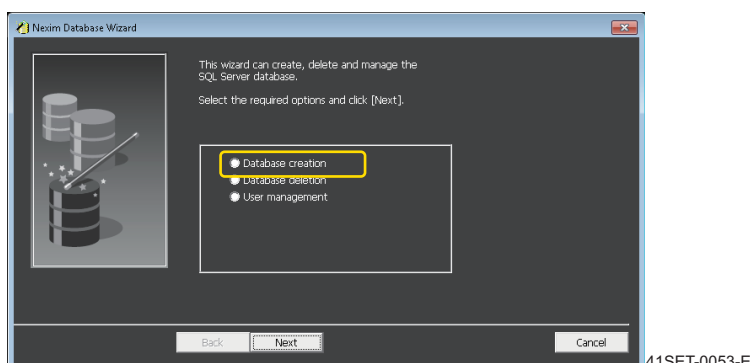 Nexim Database Wizard
This wizard can create, delete and manage the
SQL Server database.
Select the required options and click [Next].
Database creation
Database deletion
User management
Back
Next
Cancel
41SET-0053-E